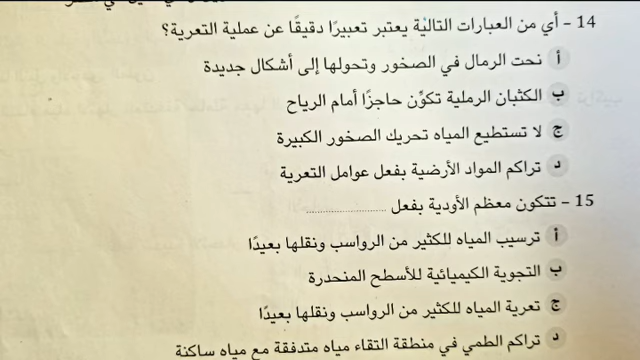 14 - أي من العبارات التالية يعتبر تعبيرًا دقيقًا عن عملية التعرية؟
أ نحت الرمال في الصخور وتحولها إلى أشكال جديدة
ب الكثبان الرملية تكوِّن حاجزًا أمام الرياح
ج لا تستطيع المياه تحريك الصخور الكبيرة
د تراكم المواد الأرضية بفعل عوامل التعرية
15 - تتكون معظم الأودية بفعل ....................
أ ترسيب المياه للكثير من الرواسب ونقلها بعيدًا
ب التجوية الكيميائية للأسطح المنحدرة
ج تعرية المياه للكثير من الرواسب ونقلها بعيدًا
د تراكم الطمي في منطقة التقاء مياه متدفقة مع مياه ساكنة